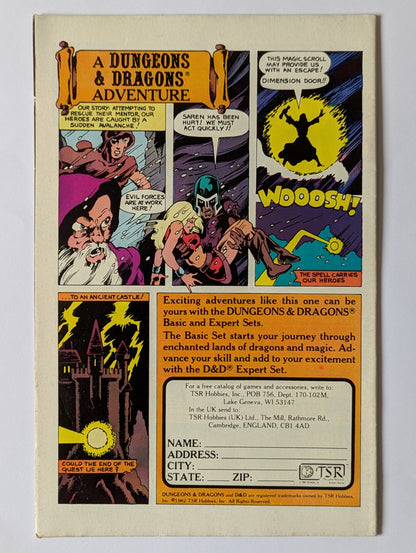 A DUNGEONS
& DRAGONS®
ADVENTURE
OUR STORY: ATTEMPTING TO
RESCUE THEIR MENTOR, OUR
HEROES ARE CAUGHT BY A
SUDDEN AVALANCHE!
EVIL FORCES
ARE AT WORK
HERE!
SAREN HAS BEEN
HURT! WE MUST
ACT QUICKLY!!
THIS MAGIC SCROLL
MAY PROVIDE US
WITH AN ESCAPE!
DIMENSION DOOR!!
WOOOSH!
THE SPELL CARRIES
OUR HEROES
...TO AN ANCIENT CASTLE!
COULD THE END OF THE
QUEST LIE HERE?
Exciting adventures like this one can be
yours with the DUNGEONS & DRAGONS®
Basic and Expert Sets.
The Basic Set starts your journey through
enchanted lands of dragons and magic. Ad-
vance your skill and add to your excitement
with the D&D® Expert Set.
For a free catalog of games and accessories, write to:
TSR Hobbies, Inc., POB 756, Dept. 170-102M,
Lake Geneva, WI 53147
In the UK send to:
TSR Hobbies (UK) Ltd., The Mill, Rathmore Rd.,
Cambridge, ENGLAND, CB1 4AD
NAME:
ADDRESS:
CITY:
STATE: ZIP:
TSR
DUNGEONS & DRAGONS and D&D are registered trademarks owned by TSR Hobbies,
Inc. ©1982 TSR Hobbies, Inc. All Rights Reserved.